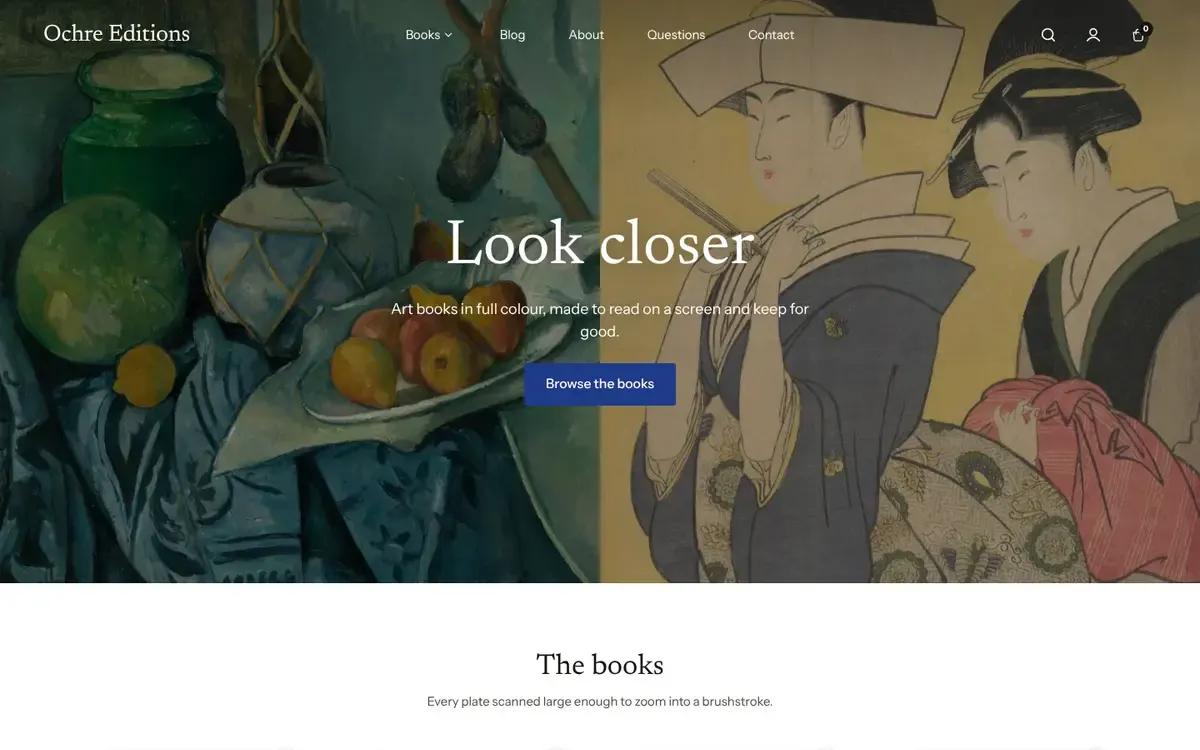 Ochre Editions
Books
Blog
About
Questions
Contact
0
Look closer
Art books in full colour, made to read on a screen and keep for
good.
Browse the books
The books
Every plate scanned large enough to zoom into a brushstroke.